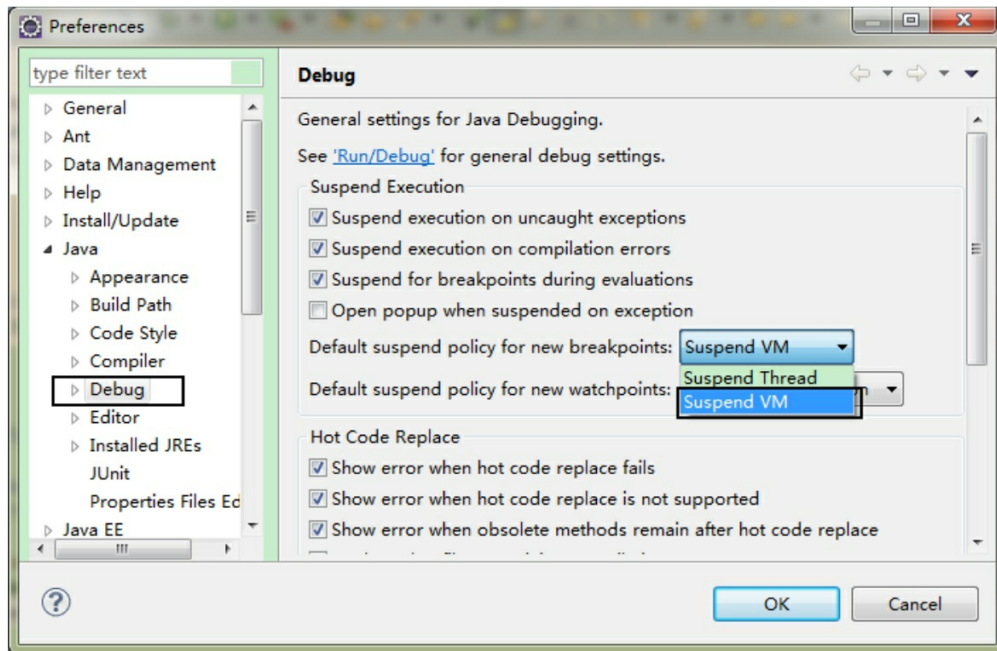 Preferences
type filter text
General
Ant
Data Management
Help
Install/Update
Java
Appearance
Build Path
Code Style
Compiler
Debug
Editor
Installed JREs
JUnit
Properties Files Ed
Java EE
Debug
General settings for Java Debugging.
See 'Run/Debug' for general debug settings.
Suspend Execution
Suspend execution on uncaught exceptions
Suspend execution on compilation errors
Suspend for breakpoints during evaluations
Open popup when suspended on exception
Default suspend policy for new breakpoints: Suspend VM
Suspend Thread
Default suspend policy for new watchpoints:
Suspend VM
Hot Code Replace
Show error when hot code replace fails
Show error when hot code replace is not supported
Show error when obsolete methods remain after hot code replace
OK
Cancel